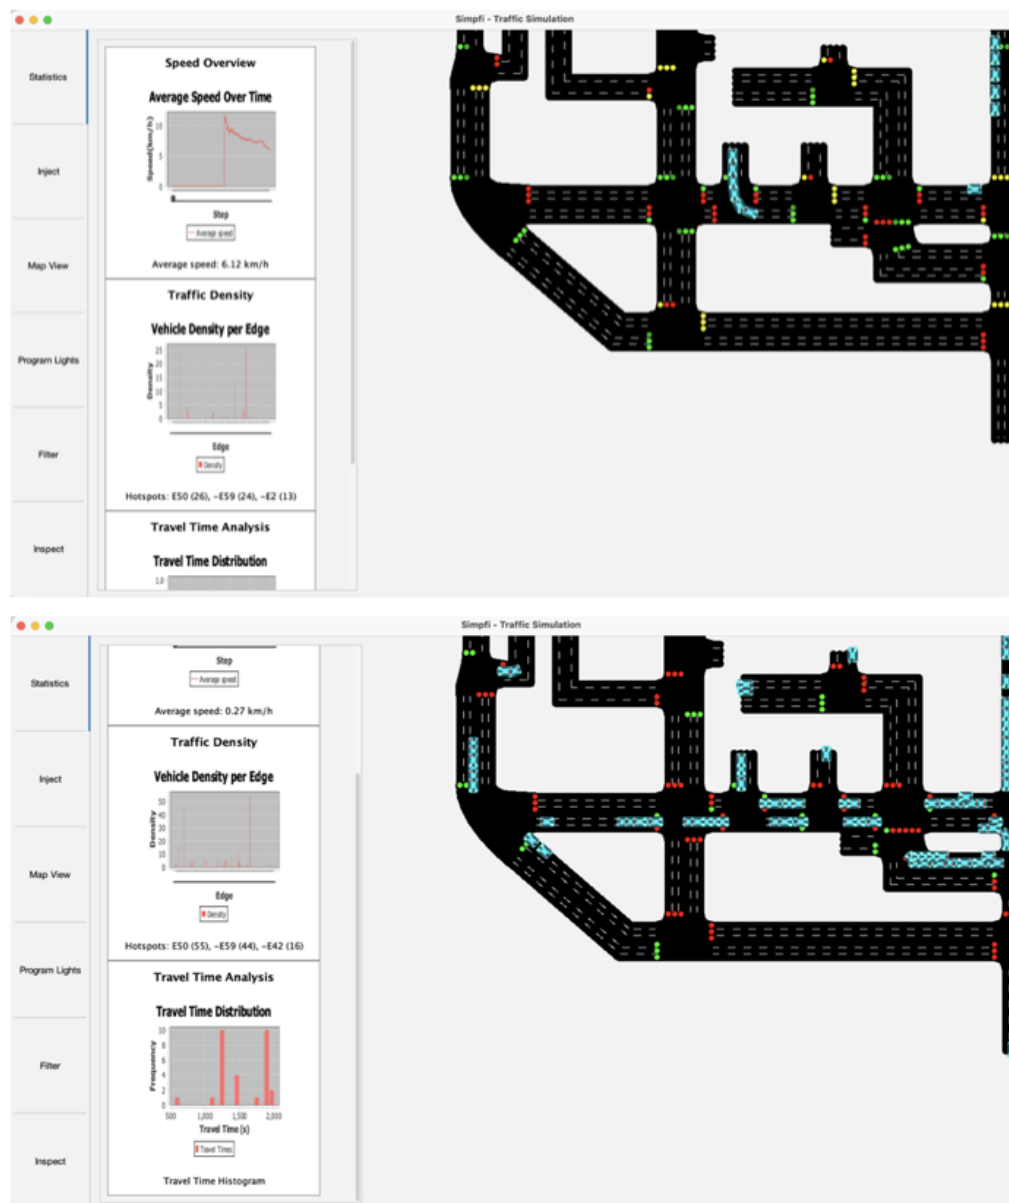 Simpfi - Traffic Simulation
Statistics
Inject
Map View
Program Lights
Filter
Inspect
Speed Overview
Average Speed Over Time
Speed(km/h)
10
5
0
Step
Average speed
Average speed: 6.12 km/h
Traffic Density
Vehicle Density per Edge
Density
25
20
15
10
5
0
Edge
Density
Hotspots: E50 (26), -E59 (24), -E2 (13)
Travel Time Analysis
Travel Time Distribution
1.0
Simpfi - Traffic Simulation
Statistics
Inject
Map View
Program Lights
Filter
Inspect
Step
Average speed
Average speed: 0.27 km/h
Traffic Density
Vehicle Density per Edge
Density
50
40
30
20
10
0
Edge
Density
Hotspots: E50 (55), -E59 (44), -E42 (16)
Travel Time Analysis
Travel Time Distribution
Frequency
10
8
6
4
2
0
500 1,000 1,500 2,000
Travel Time (s)
Travel Times
Travel Time Histogram